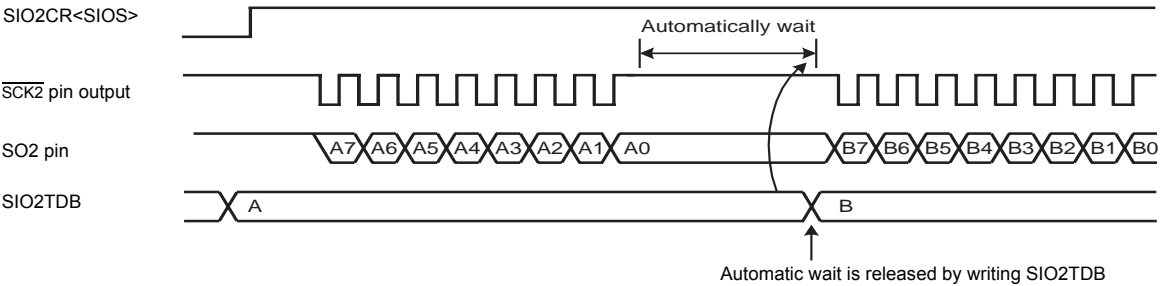 SIO2CR<SIOS>
Automatically wait
SCK2 pin output
SO2 pin
A7 A6 A5 A4 A3 A2 A1 A0 B7 B6 B5 B4 B3 B2 B1 B0
SIO2TDB
A B
Automatic wait is released by writing SIO2TDB